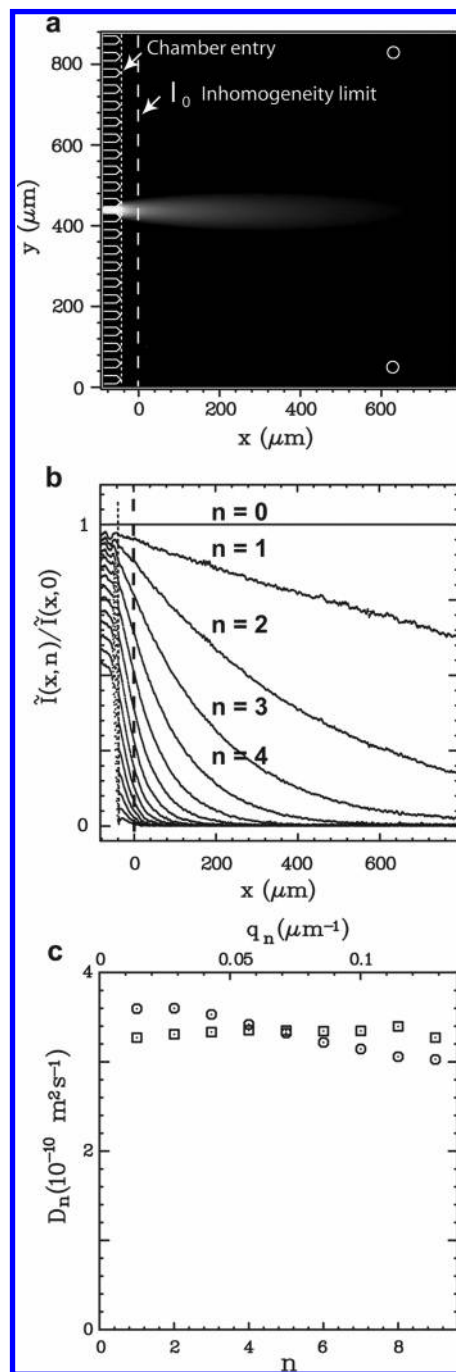 a
800
600
400
200
0
y (μm)
Chamber entry
I₀ Inhomogeneity limit
0 200 400 600
x (μm)
b
1
0
Ĩ(x,n)/Ĩ(x,0)
n = 0
n = 1
n = 2
n = 3
n = 4
0 200 400 600
x (μm)
qₙ(μm⁻¹)
c
0 0.05 0.1
4
2
0
Dₙ(10⁻¹⁰ m²s⁻¹)
0 2 4 6 8
n